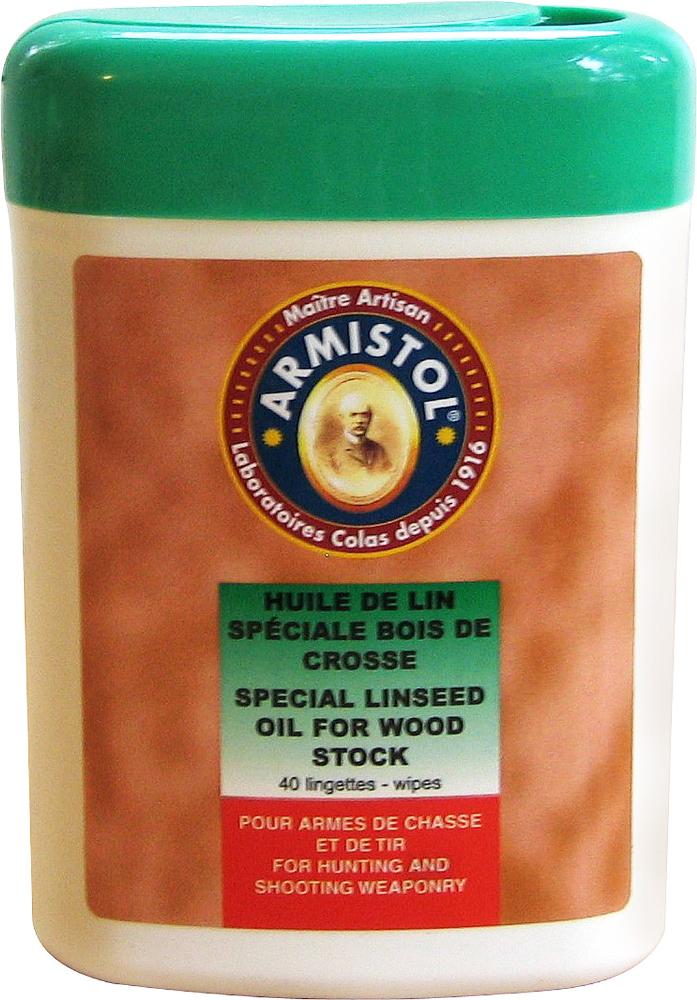 Maître Artisan
ARMISTOL®
Laboratoires Colas depuis 1916
HUILE DE LIN
SPÉCIALE BOIS DE
CROSSE
SPECIAL LINSEED
OIL FOR WOOD
STOCK
40 lingettes - wipes
POUR ARMES DE CHASSE
ET DE TIR
FOR HUNTING AND
SHOOTING WEAPONRY